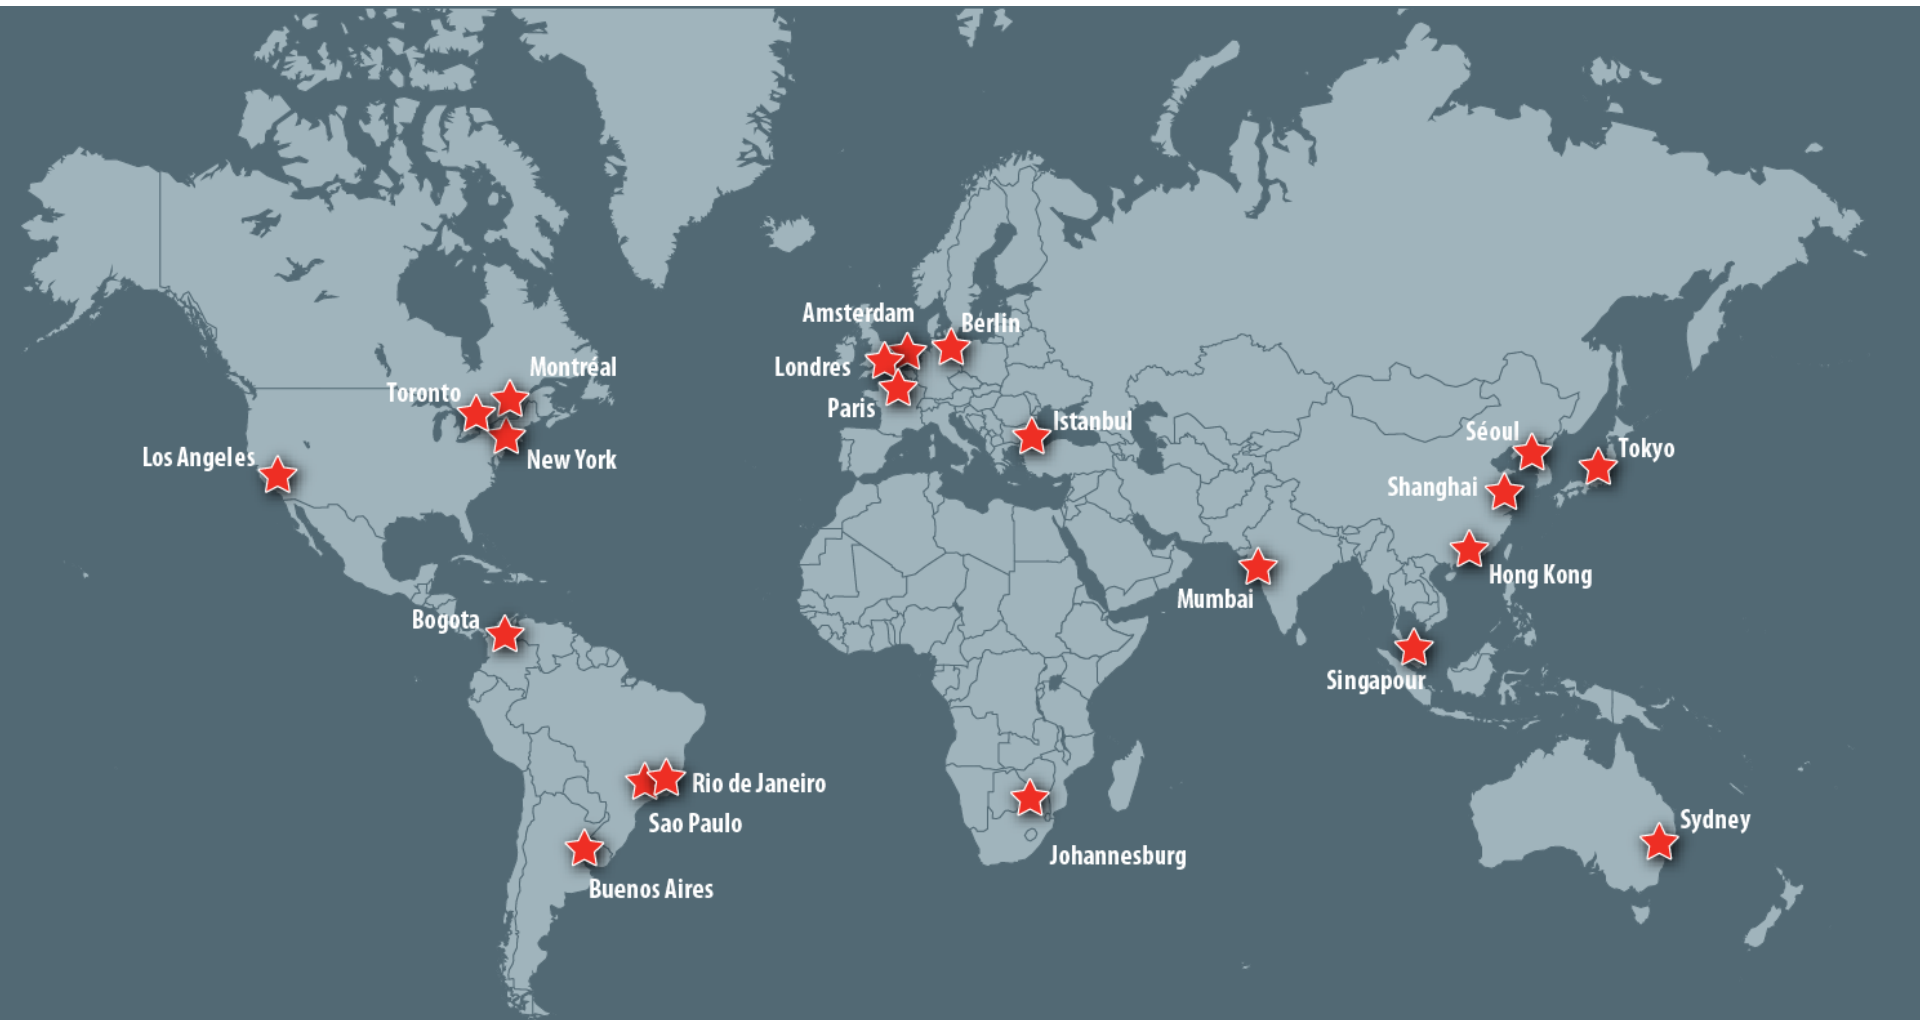 Amsterdam
Berlin
Londres
Montréal
Toronto
Paris
Istanbul
Séoul
Tokyo
Los Angeles
New York
Shanghai
Hong Kong
Mumbai
Bogota
Singapour
Rio de Janeiro
Sao Paulo
Sydney
Johannesburg
Buenos Aires